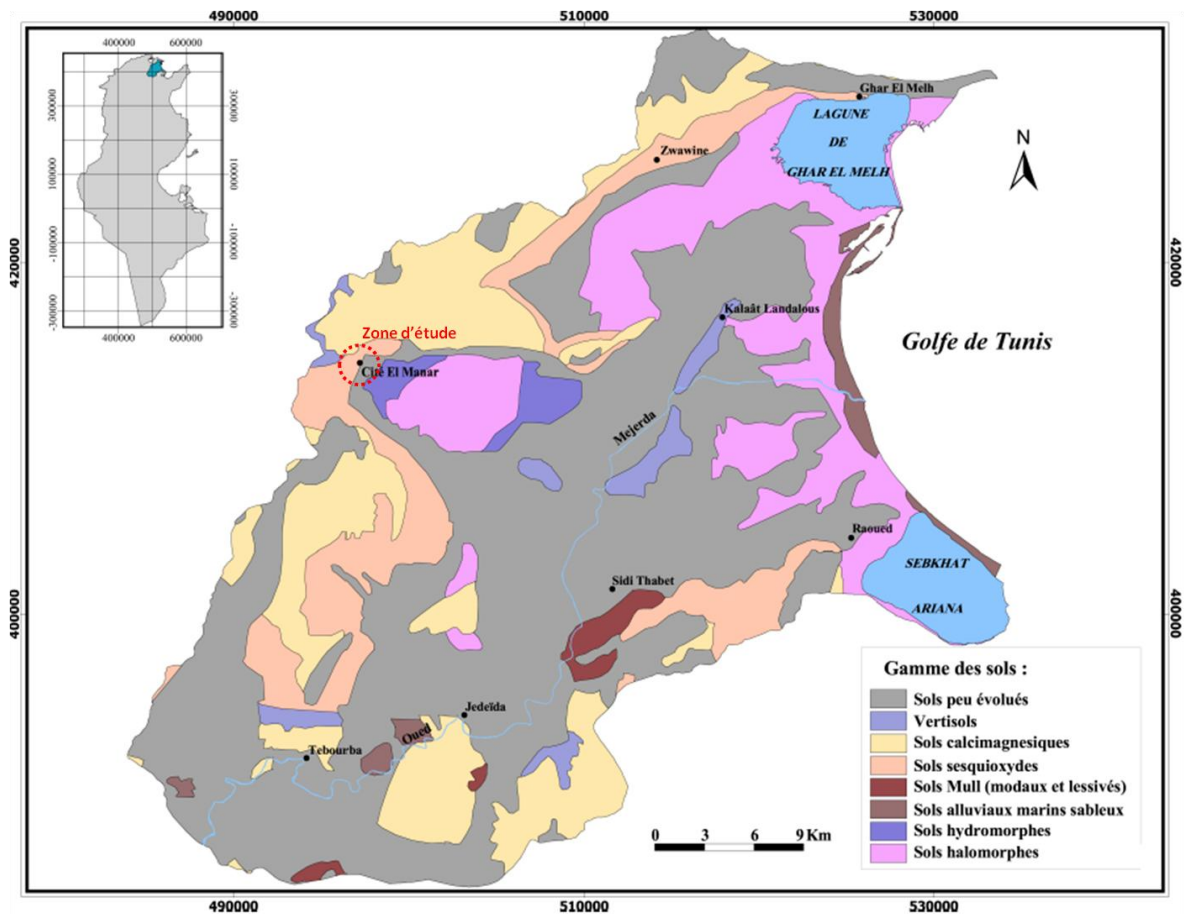 490000
510000
530000
400000
600000
300000
100000
-100000
-300000
400000
600000
300000
100000
-100000
-300000
420000
400000
420000
400000
N
Ghar El Melh
LAGUNE
DE
GHAR EL MELH
Zwawine
Kalaât Landalous
Golfe de Tunis
Zone d'étude
Cité El Manar
Mejerda
Raoued
SEBKHAT
ARIANA
Sidi Thabet
Jedeïda
Oued
Tebourba
0 3 6 9 Km
Gamme des sols :
Sols peu évolués
Vertisols
Sols calcimagnesiques
Sols sesquioxydes
Sols Mull (modaux et lessivés)
Sols alluviaux marins sableux
Sols hydromorphes
Sols halomorphes
490000
510000
530000